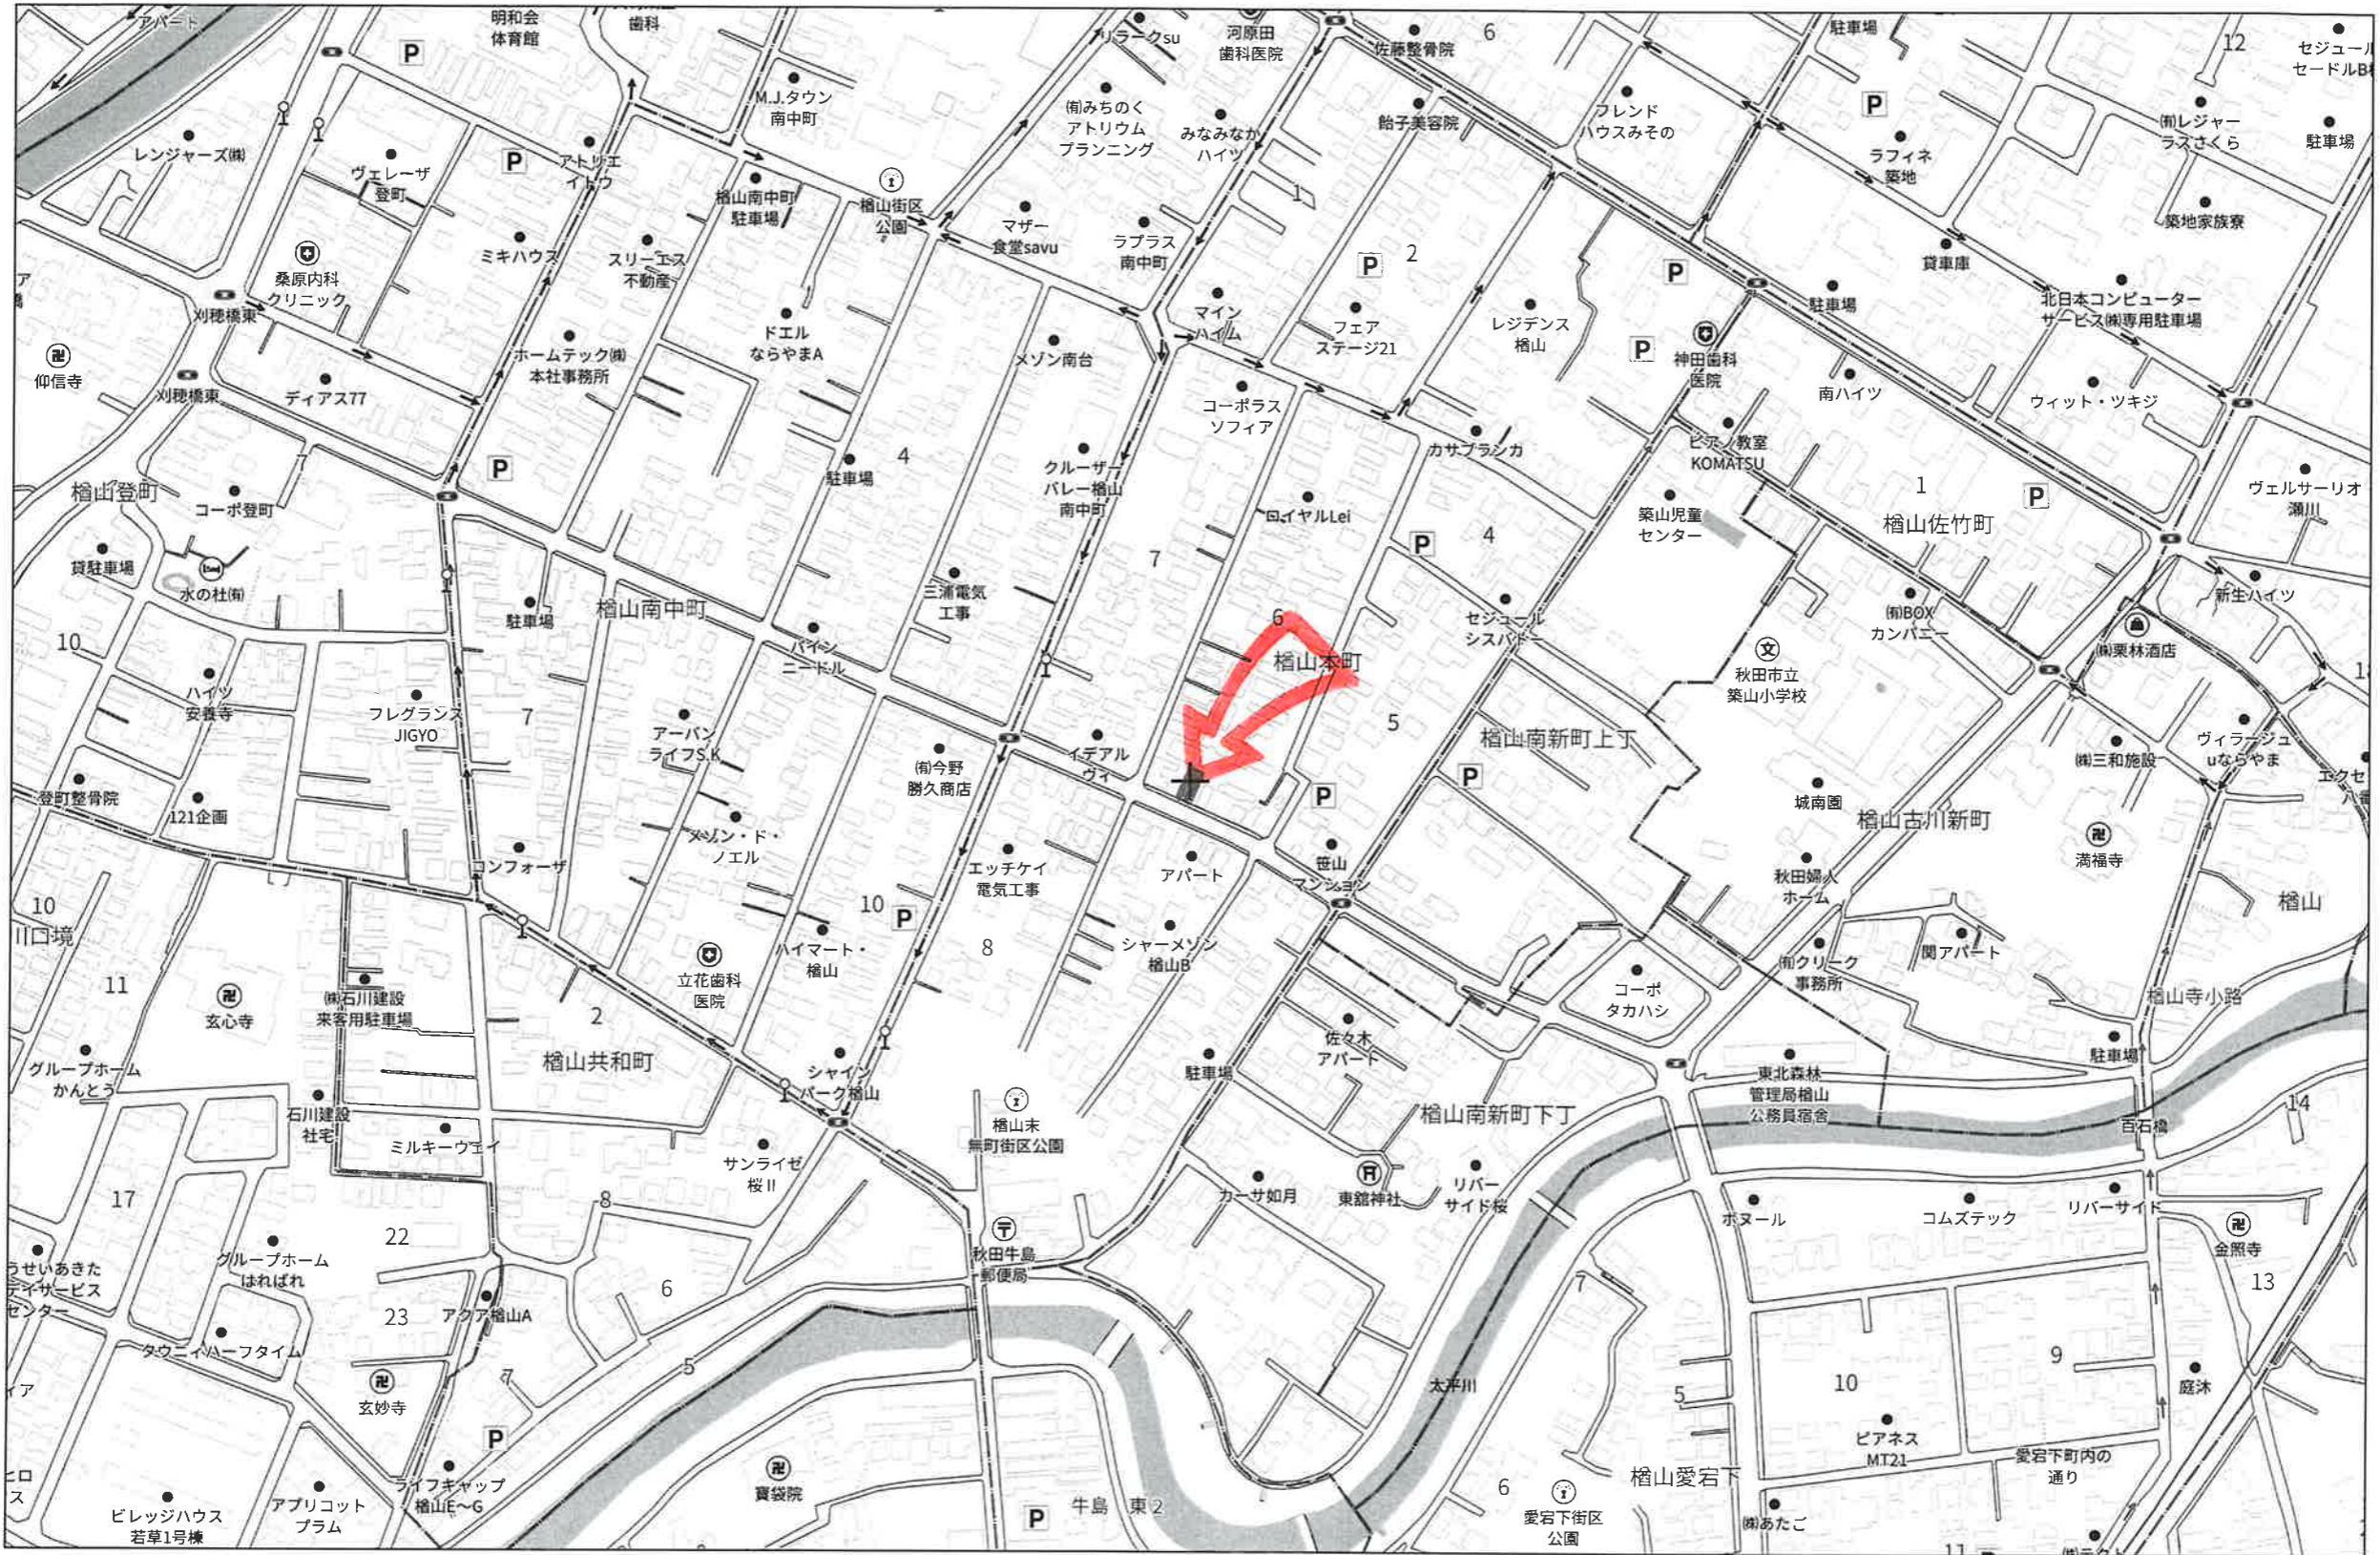 アパート
明和会
体育館
歯科
P
リラークsu
河原田
歯科医院
佐藤整骨院
6
駐車場
12
セジュール
セードルB
M.J.タウン
南中町
㈲みちのく
アトリウム
プランニング
みなみなか
ハイツ
飴子美容院
フレンド
ハウスみその
P
㈲レジャー
プラスさくら
駐車場
レンジャーズ㈱
ヴェレーザ
登町
P
アトリエ
イトウ
楢山南中町
駐車場
楢山街区
公園
マザー
食堂savu
ラプラス
南中町
1
2
P
P
ラフィネ
築地
築地家族寮
貸車庫
桑原内科
クリニック
刈穂橋東
ミキハウス
スリーエス
不動産
ドエル
ならやまA
マイン
ハイム
フェア
ステージ21
レジデンス
楢山
P
神田歯科
医院
駐車場
北日本コンピューター
サービス㈱専用駐車場
仰信寺
刈穂橋東
ディアス77
ホームテック㈱
本社事務所
メゾン南台
コーポラス
ソフィア
南ハイツ
ウィット・ツキジ
楢山登町
コーポ登町
P
駐車場
4
クルーザー
バレー楢山
南中町
カサブランカ
ピアノ教室
KOMATSU
ロイヤルLei
築山児童
センター
1
楢山佐竹町
P
ヴェルサーリオ
瀬川
貸駐車場
水の杜㈲
駐車場
楢山南中町
三浦電気
工事
7
P
4
新生ハイツ
10
パイン
ニードル
6
楢山本町
セジュール
シスパドー
㈲BOX
カンパニー
秋田市立
築山小学校
㈱栗林酒店
ハイツ
安養寺
フレグランス
JIGYO
7
アーバン
ライフS.K
㈲今野
勝久商店
イデアル
ヴィ
5
楢山南新町上丁
㈱三和施設
ヴィラージュ
uならやま
エクセ
登町整骨院
121企画
メゾン・ド・
ノエル
P
P
城南園
楢山古川新町
満福寺
コンフォーザ
エッチケイ
電気工事
アパート
笹山
マンション
秋田婦人
ホーム
楢山
10
川口境
10
P
8
シャーメゾン
楢山B
㈲クリーク
事務所
関アパート
11
玄心寺
㈱石川建設
来客用駐車場
立花歯科
医院
ハイマート・
楢山
コーポ
タカハシ
楢山寺小路
2
楢山共和町
佐々木
アパート
駐車場
グループホーム
かんとう
石川建設
社宅
シャイン
パーク楢山
駐車場
東北森林
管理局楢山
公務員宿舎
ミルキーウェイ
楢山末
無町街区公園
楢山南新町下丁
百石橋
14
17
サンライゼ
桜Ⅱ
カーサ如月
東舘神社
リバー
サイド桜
ボヌール
コムズテック
リバーサイド
22
8
秋田牛島
郵便局
金照寺
グループホーム
はればれ
うせいあきた
デイサービス
センター
23
アクア楢山A
6
7
13
タウニィハーフタイム
玄妙寺
7
5
太平川
5
10
9
庭沐
P
ピアネス
MT21
愛宕下町内の
通り
ビレッジハウス
若草1号棟
アプリコット
プラム
ライフキャップ
楢山E～G
寳袋院
P
牛島 東2
6
愛宕下街区
公園
楢山愛宕下
㈱あたご
11